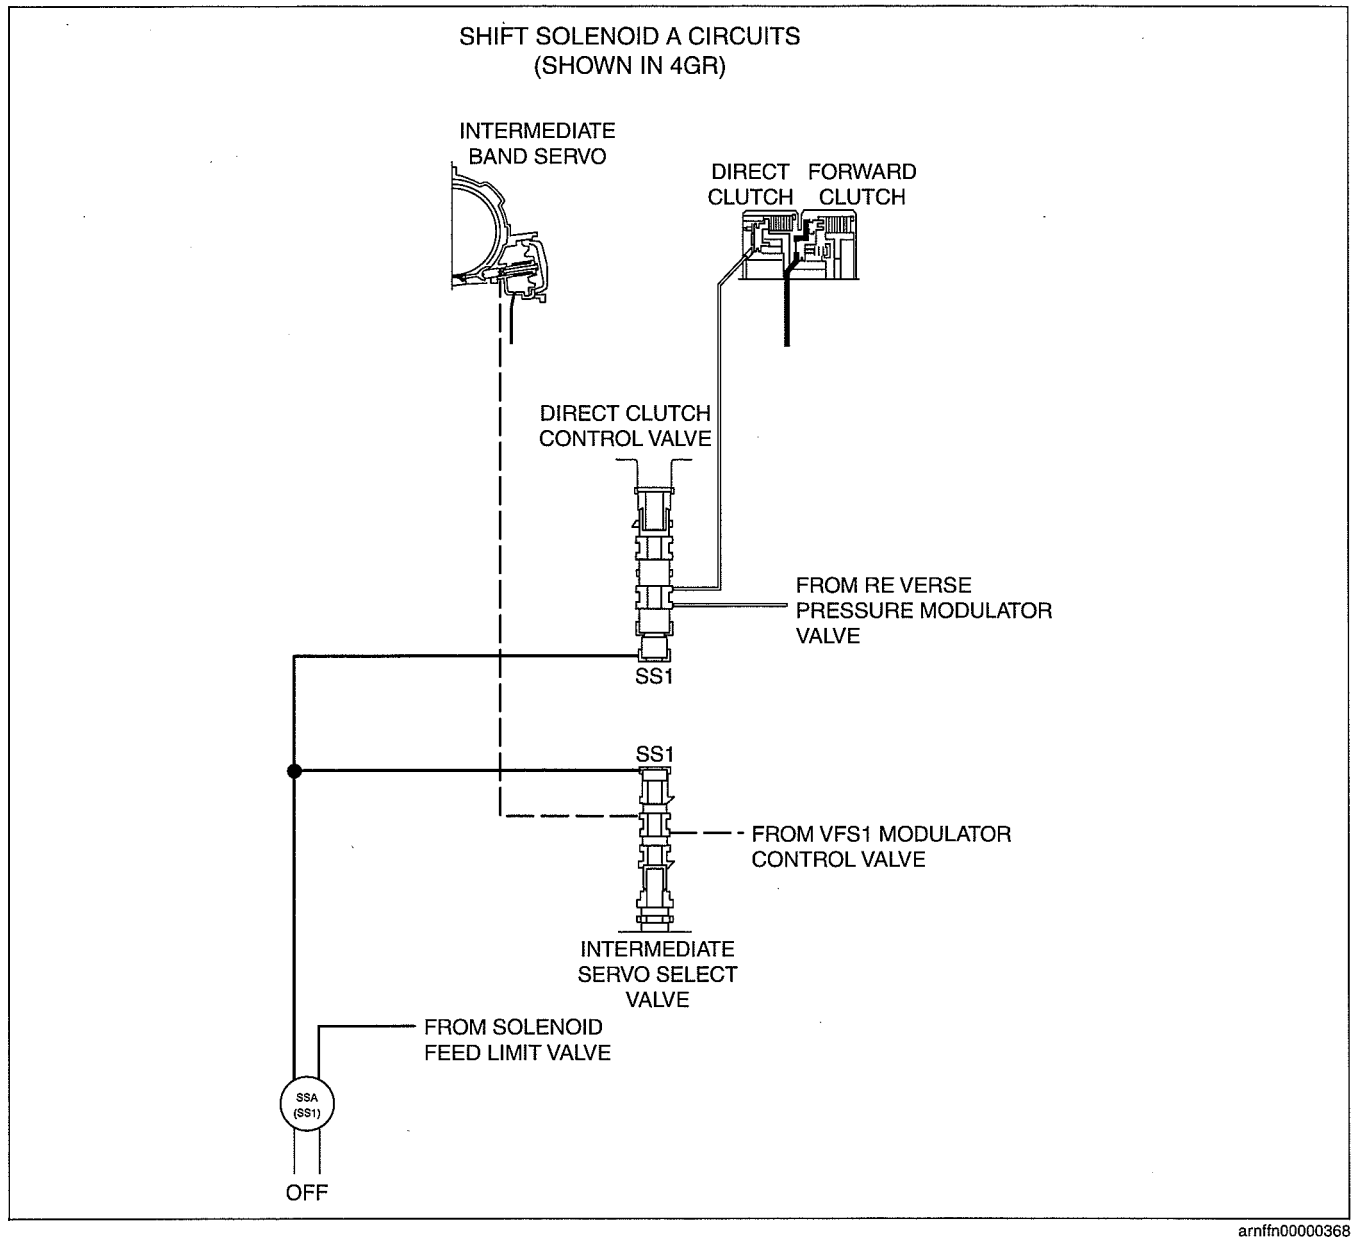 SHIFT SOLENOID A CIRCUITS
(SHOWN IN 4GR)
INTERMEDIATE
BAND SERVO
DIRECT
CLUTCH
FORWARD
CLUTCH
DIRECT CLUTCH
CONTROL VALVE
FROM RE VERSE
PRESSURE MODULATOR
VALVE
SS1
SS1
FROM VFS1 MODULATOR
CONTROL VALVE
INTERMEDIATE
SERVO SELECT
VALVE
FROM SOLENOID
FEED LIMIT VALVE
SSA
(SS1)
OFF
arnffn00000368